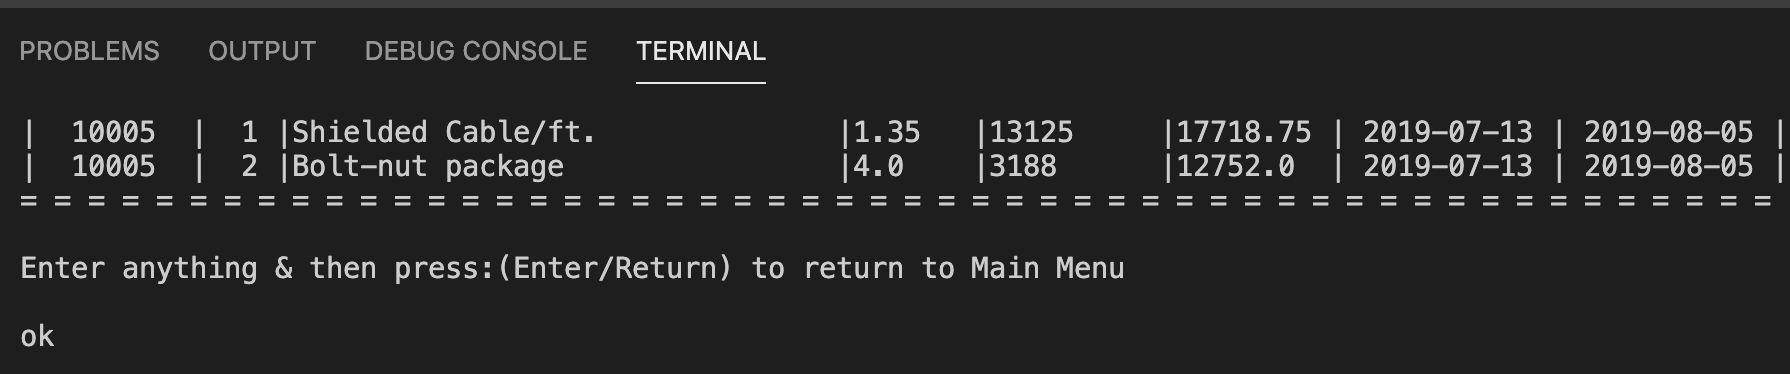 PROBLEMS OUTPUT DEBUG CONSOLE TERMINAL
| 10005 | 1 |Shielded Cable/ft. |1.35 |13125 |17718.75 | 2019-07-13 | 2019-08-05 |
| 10005 | 2 |Bolt-nut package |4.0 |3188 |12752.0 | 2019-07-13 | 2019-08-05 |
= = = = = = = = = = = = = = = = = = = = = = = = = = = = = = = = = = = = = = = = = = = = = = = = = = = =
Enter anything & then press:(Enter/Return) to return to Main Menu
ok